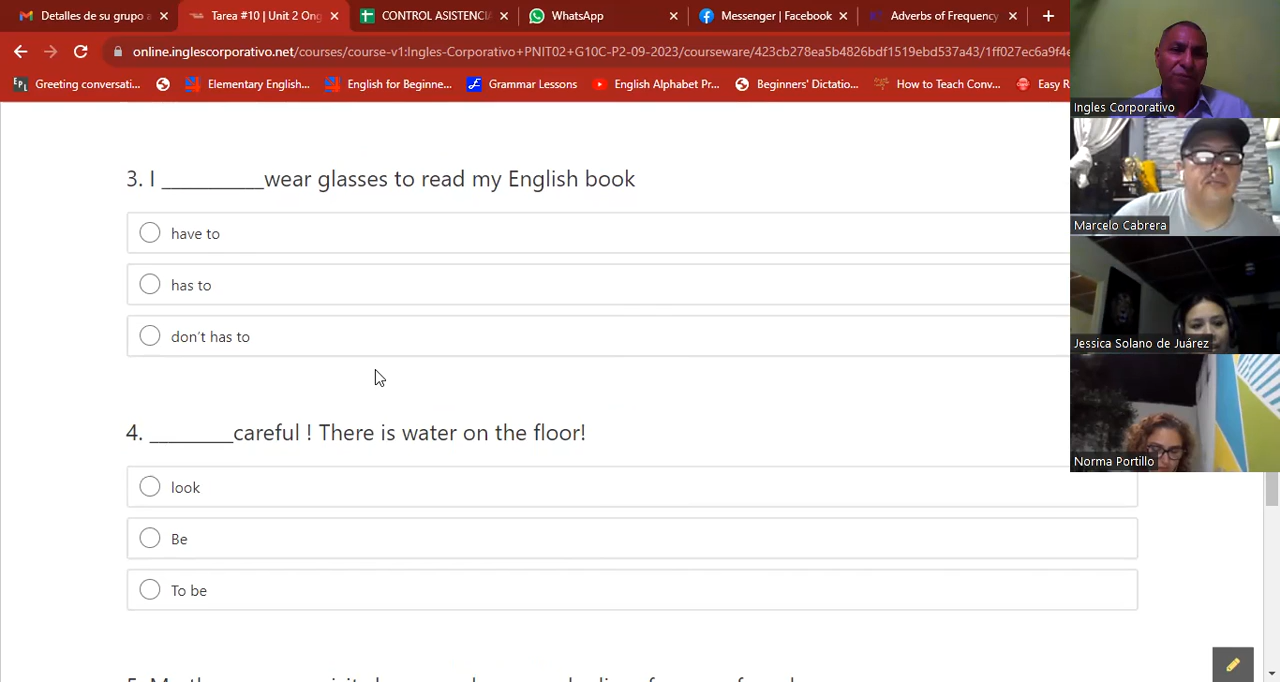 Detalles de su grupo a
Tarea #10 | Unit 2 Ong
CONTROL ASISTENCIA
WhatsApp
Messenger | Facebook
Adverbs of Frequency
online.inglescorporativo.net/courses/course-v1:Ingles-Corporativo+PNIT02+G10C-P2-09-2023/courseware/423cb278ea5b4826bdf1519ebd537a43/1ff027ec6a9f4e
Greeting conversati...
Elementary English...
English for Beginne...
Grammar Lessons
English Alphabet Pr...
Beginners' Dictatio...
How to Teach Conv...
Easy R
Ingles Corporativo
Marcelo Cabrera
Jessica Solano de Juárez
Norma Portillo
3. I __________wear glasses to read my English book
have to
has to
don't has to
4. ________careful ! There is water on the floor!
look
Be
To be